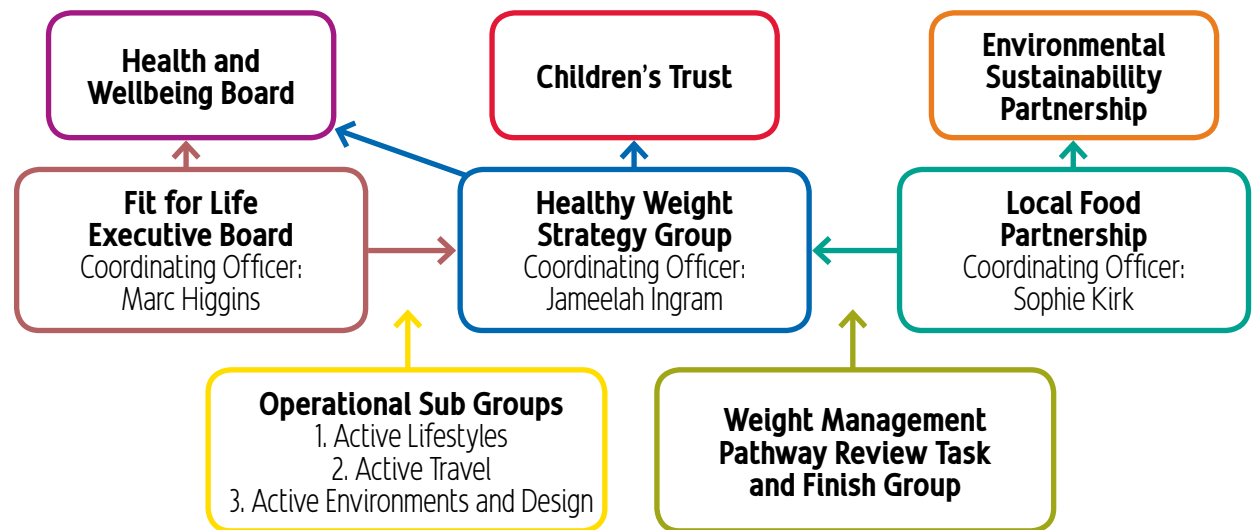 Health and
Wellbeing Board
Children’s Trust
Environmental
Sustainability
Partnership
Fit for Life
Executive Board
Coordinating Officer:
Marc Higgins
Healthy Weight
Strategy Group
Coordinating Officer:
Jameelah Ingram
Local Food
Partnership
Coordinating Officer:
Sophie Kirk
Operational Sub Groups
1. Active Lifestyles
2. Active Travel
3. Active Environments and Design
Weight Management
Pathway Review Task
and Finish Group